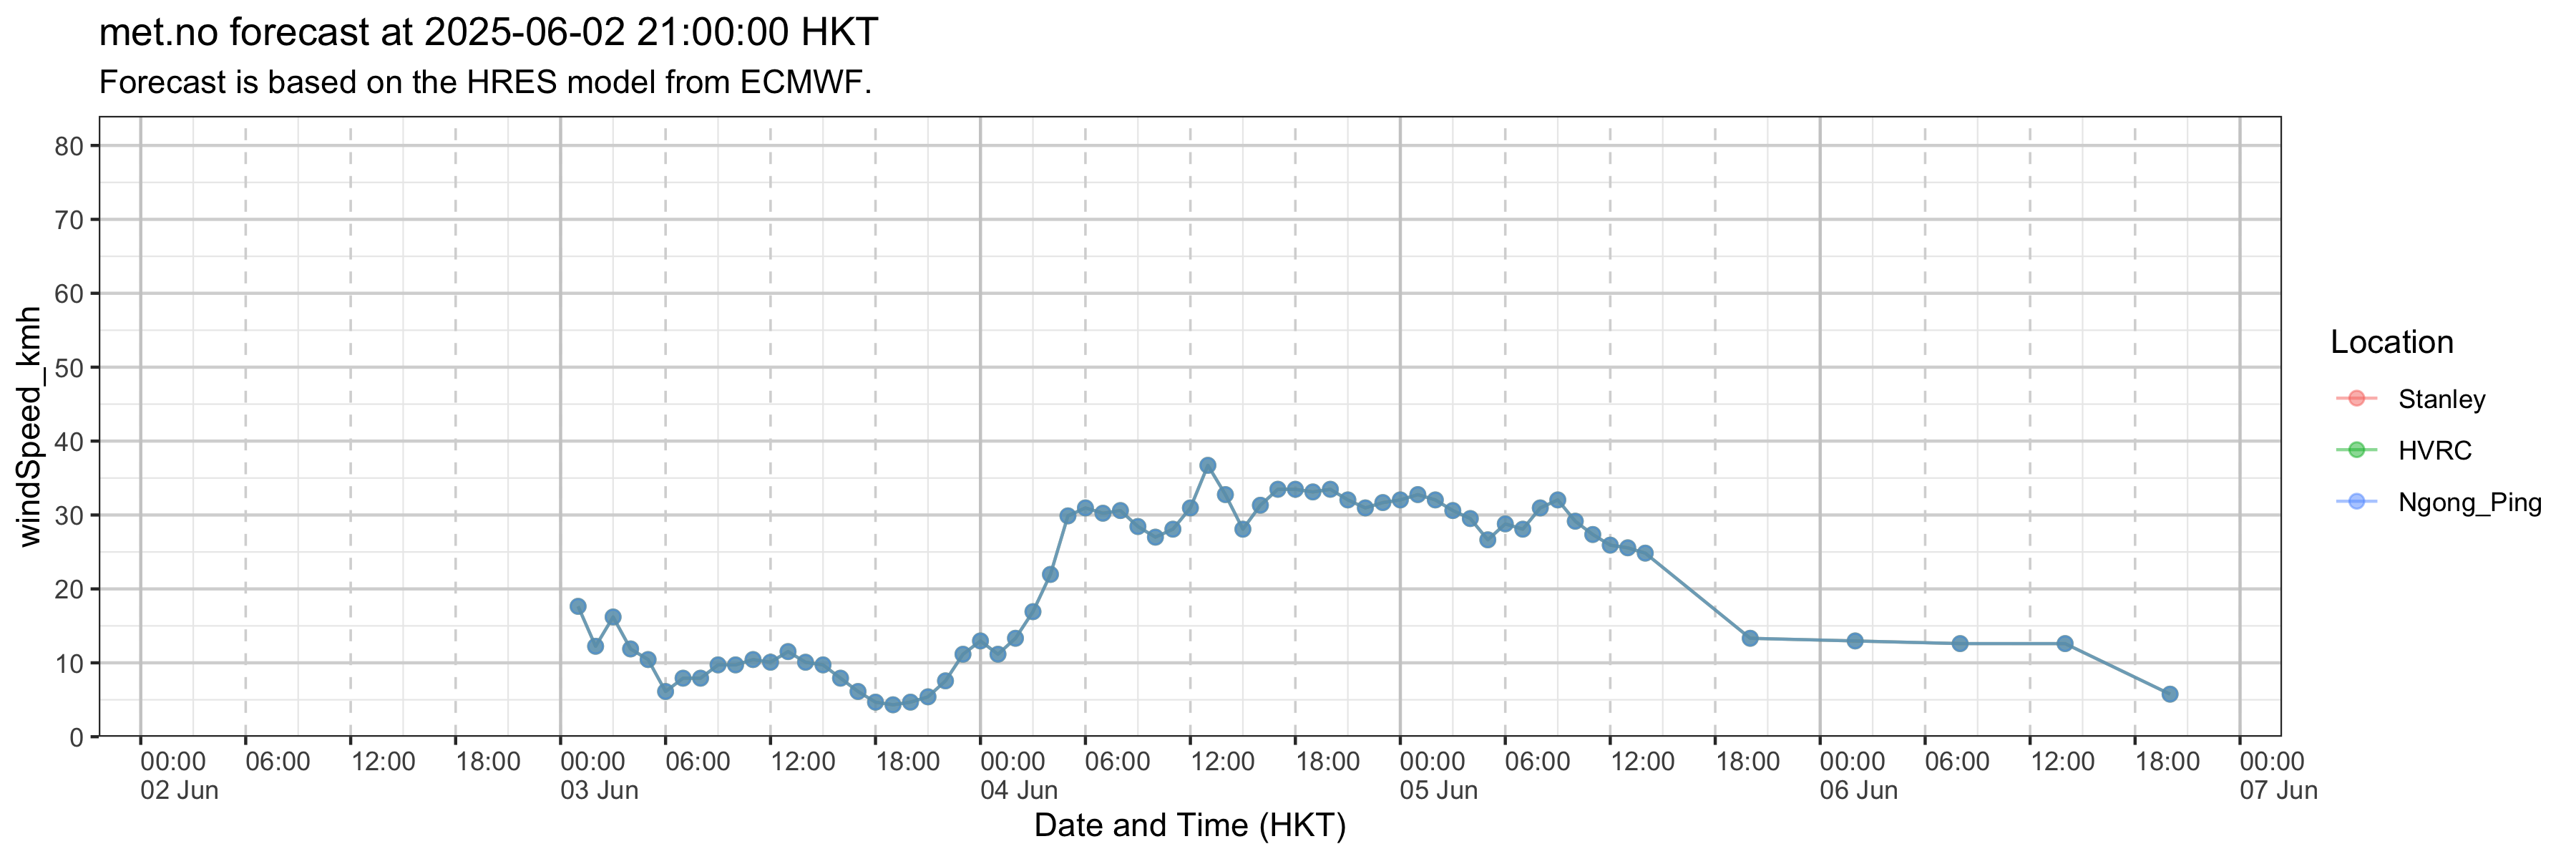 met.no forecast at 2025-06-02 21:00:00 HKT
Forecast is based on the HRES model from ECMWF.
windSpeed_kmh
80
70
60
50
40
30
20
10
0
00:00 06:00 12:00 18:00 00:00 06:00 12:00 18:00 00:00 06:00 12:00 18:00 00:00 06:00 12:00 18:00 00:00 06:00 12:00 18:00 00:00
02 Jun 03 Jun 04 Jun 05 Jun 06 Jun 07 Jun
Date and Time (HKT)
Location
Stanley
HVRC
Ngong_Ping